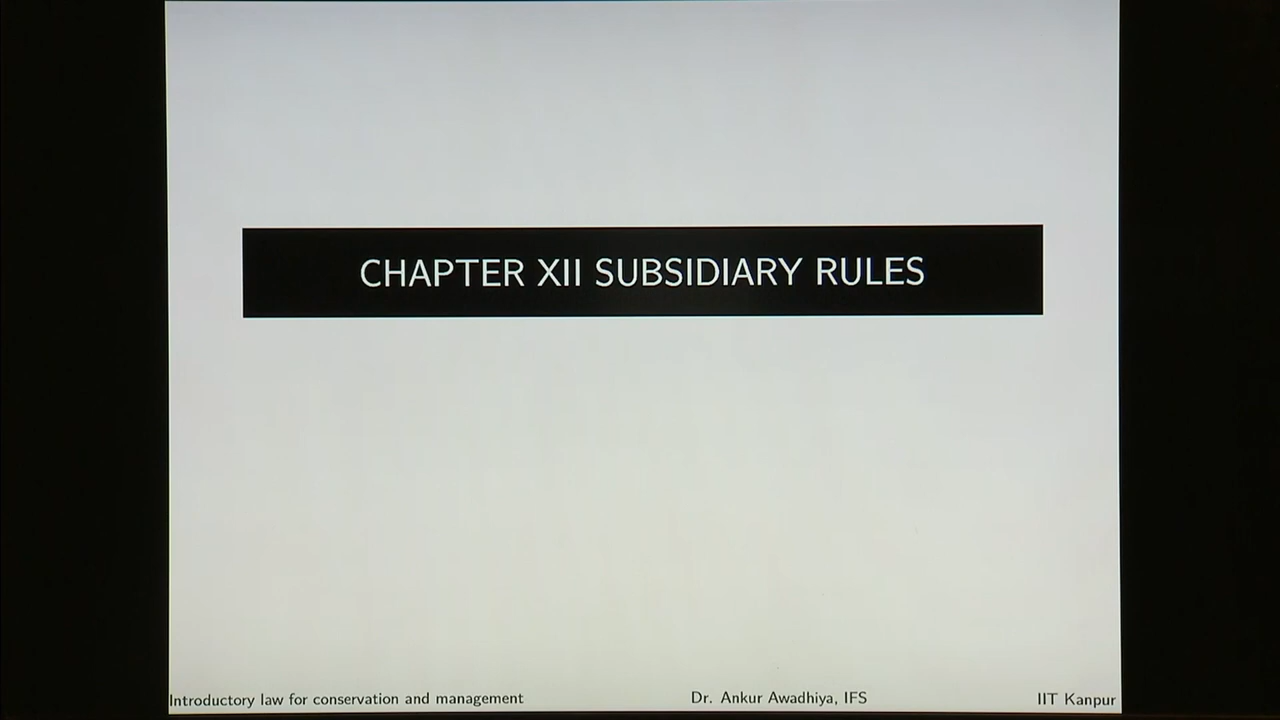 CHAPTER XII SUBSIDIARY RULES
Introductory law for conservation and management Dr. Ankur Awadhiya, IFS IIT Kanpur